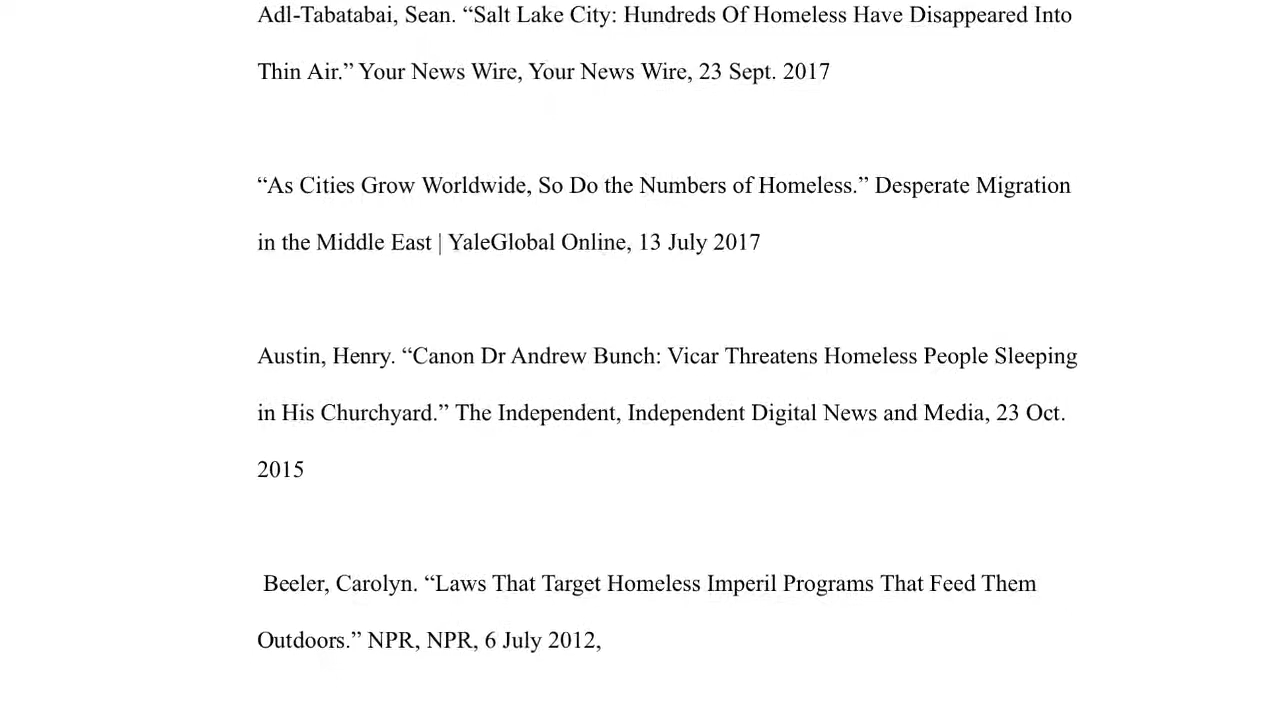 Adl-Tabatabai, Sean. “Salt Lake City: Hundreds Of Homeless Have Disappeared Into
Thin Air.” Your News Wire, Your News Wire, 23 Sept. 2017
“As Cities Grow Worldwide, So Do the Numbers of Homeless.” Desperate Migration
in the Middle East | YaleGlobal Online, 13 July 2017
Austin, Henry. “Canon Dr Andrew Bunch: Vicar Threatens Homeless People Sleeping
in His Churchyard.” The Independent, Independent Digital News and Media, 23 Oct.
2015
Beeler, Carolyn. “Laws That Target Homeless Imperil Programs That Feed Them
Outdoors.” NPR, NPR, 6 July 2012,